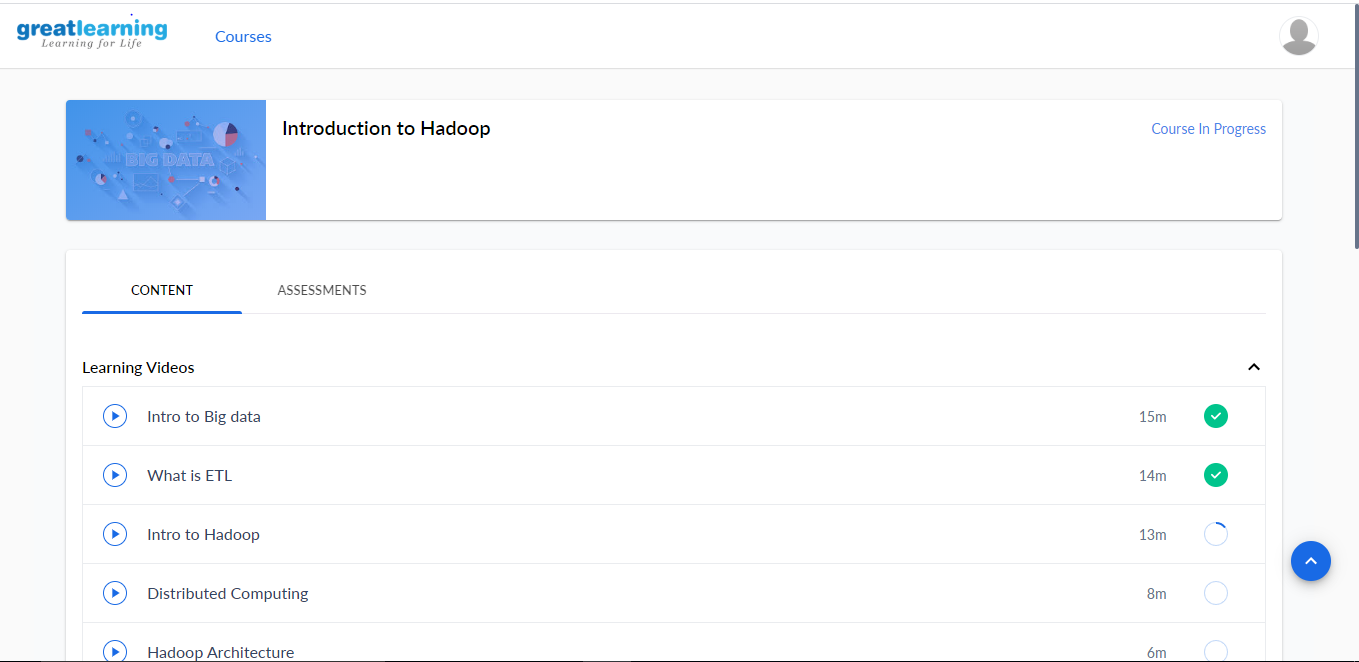 greatlearning
Learning for Life
Courses
BIG DATA
Introduction to Hadoop
Course In Progress
CONTENT
ASSESSMENTS
Learning Videos
Intro to Big data 15m
What is ETL 14m
Intro to Hadoop 13m
Distributed Computing 8m
Hadoop Architecture 6m